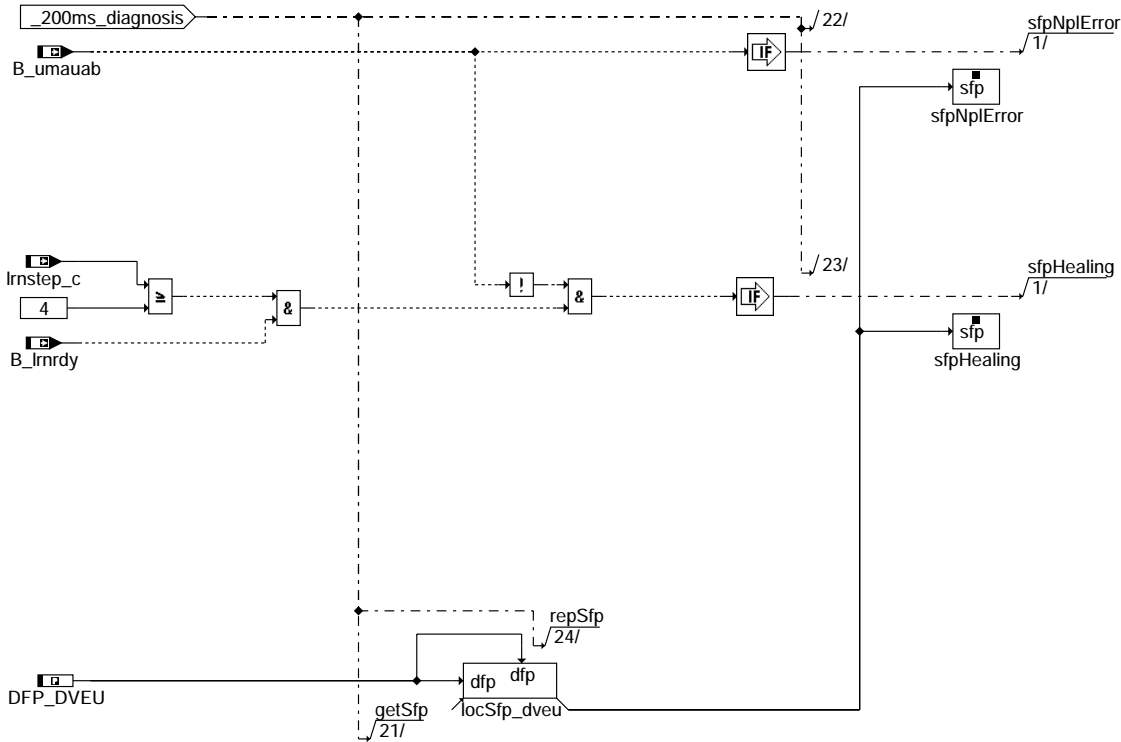 _200ms_diagnosis
22/
sfpNplError
1/
B_umauab
IF
sfp
sfpNplError
lrnstep_c
23/
sfpHealing
1/
4
≥
&
!
&
IF
B_lrnrdy
sfp
sfpHealing
repSfp
24/
DFP_DVEU
dfp
dfp
getSfp
locSfp_dveu
21/